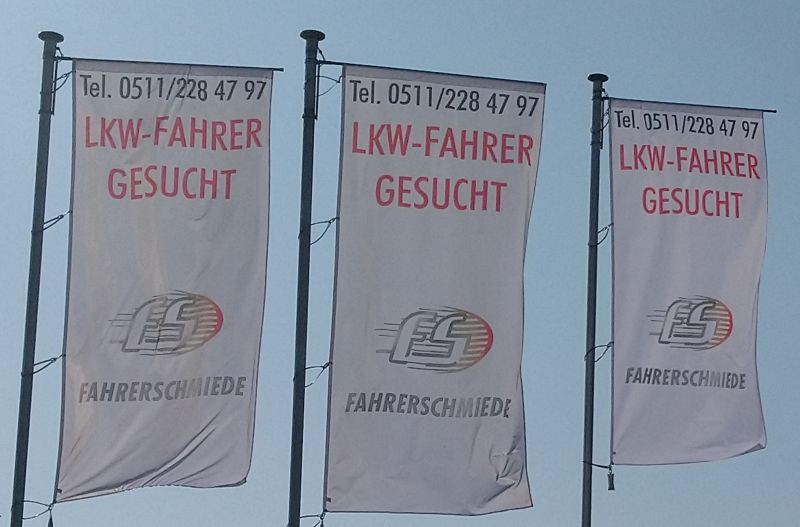 Tel. 0511/228 47 97
LKW-FAHRER
GESUCHT
FS
FAHRERSCHMIEDE
Tel. 0511/228 47 97
LKW-FAHRER
GESUCHT
FS
FAHRERSCHMIEDE
Tel. 0511/228 47 97
LKW-FAHRER
GESUCHT
FS
FAHRERSCHMIEDE